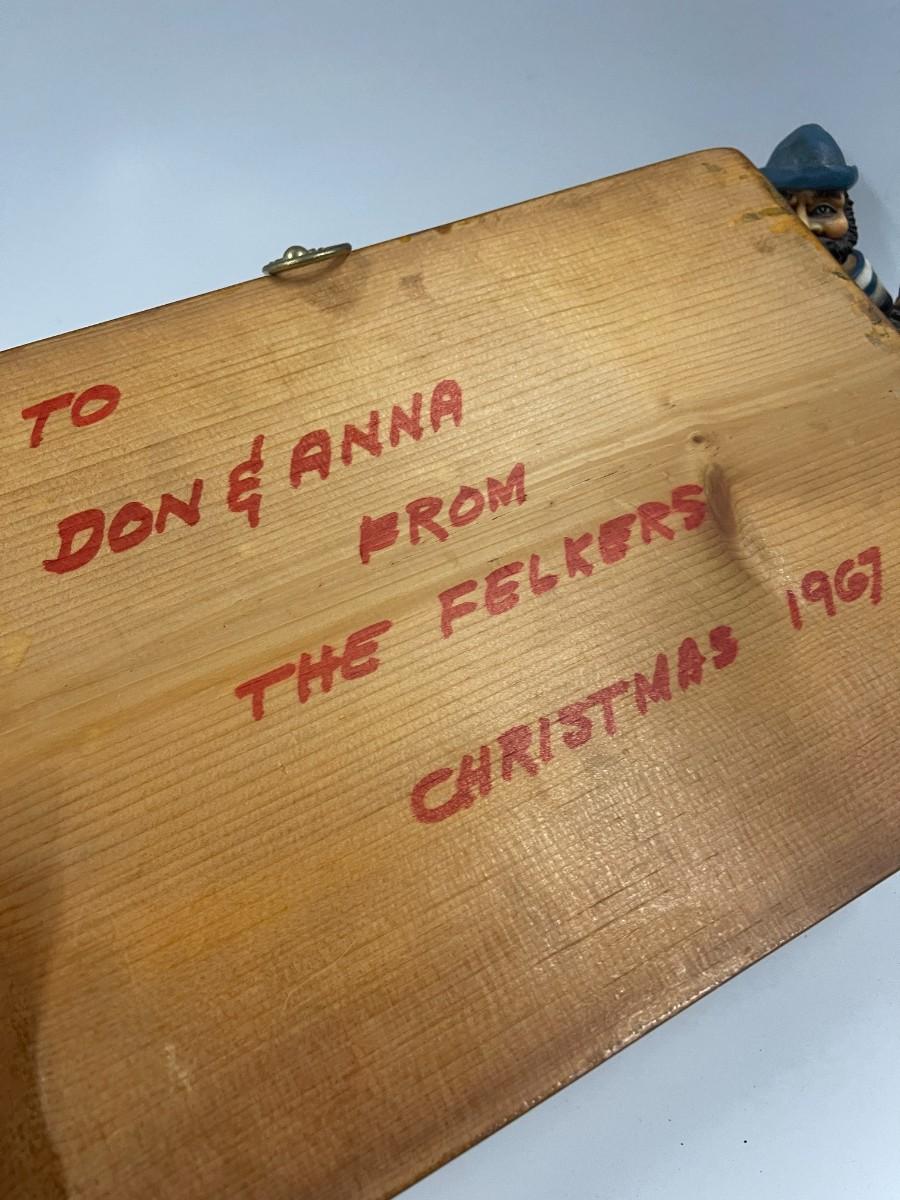 TO
DON & ANNA
FROM
THE FELKERS
CHRISTMAS 1967